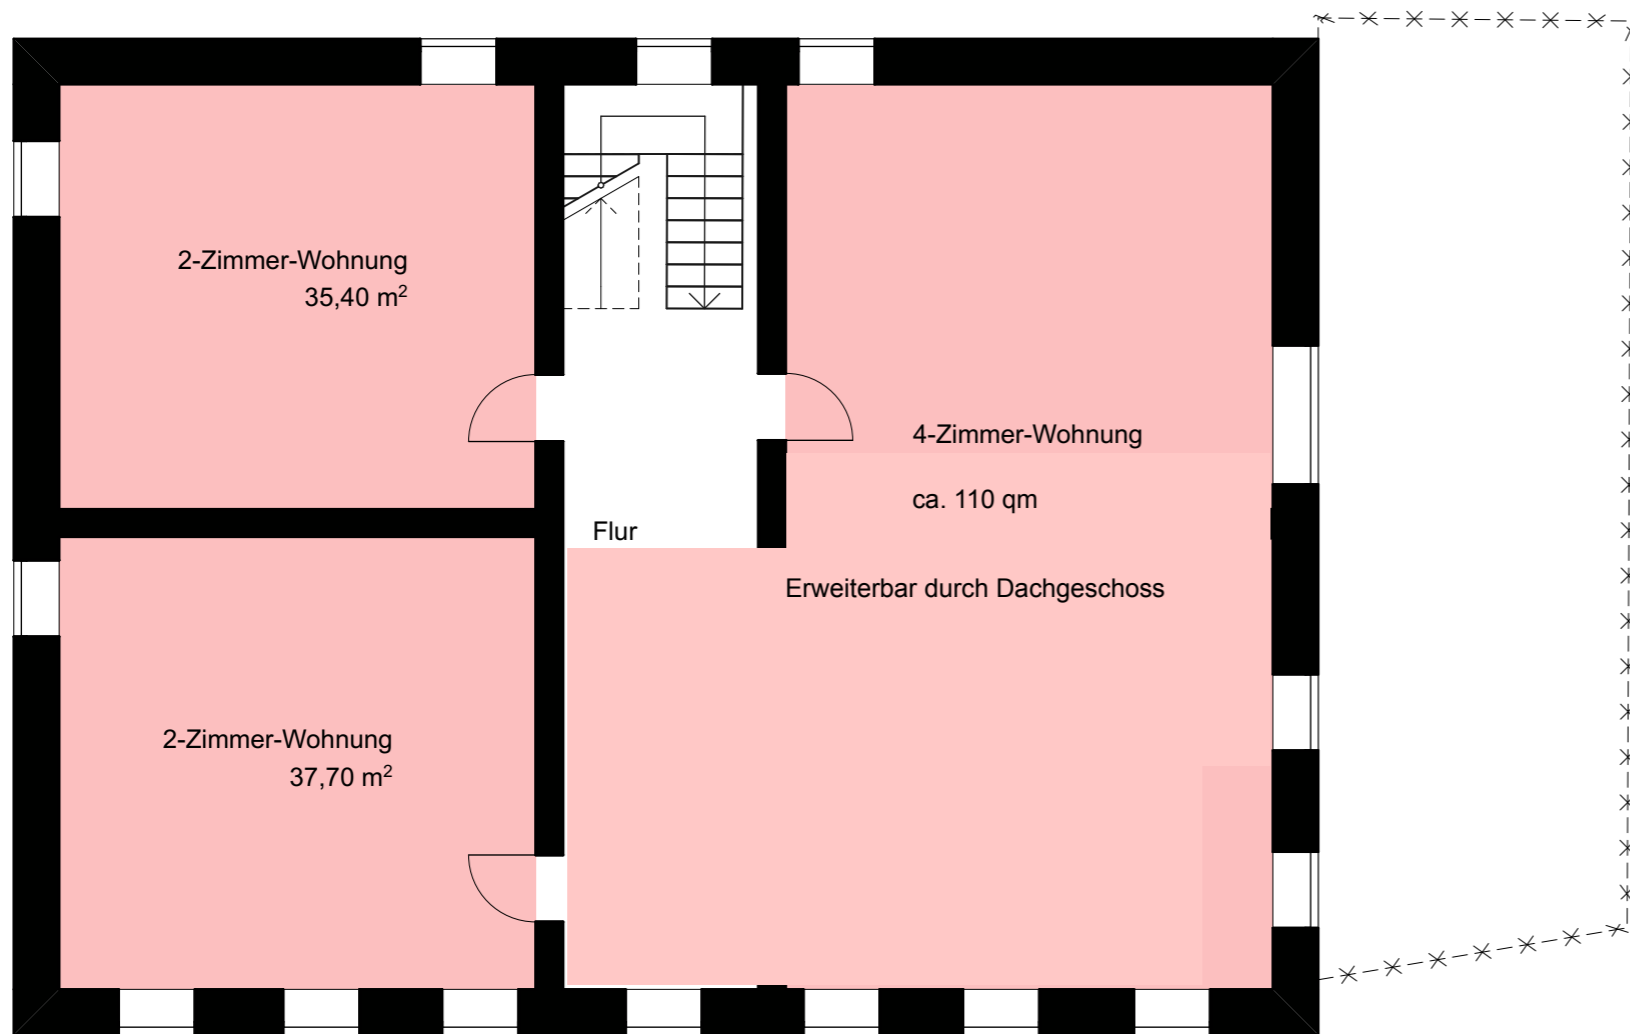 2-Zimmer-Wohnung
35,40 m²
4-Zimmer-Wohnung
ca. 110 qm
Flur
Erweiterbar durch Dachgeschoss
2-Zimmer-Wohnung
37,70 m²